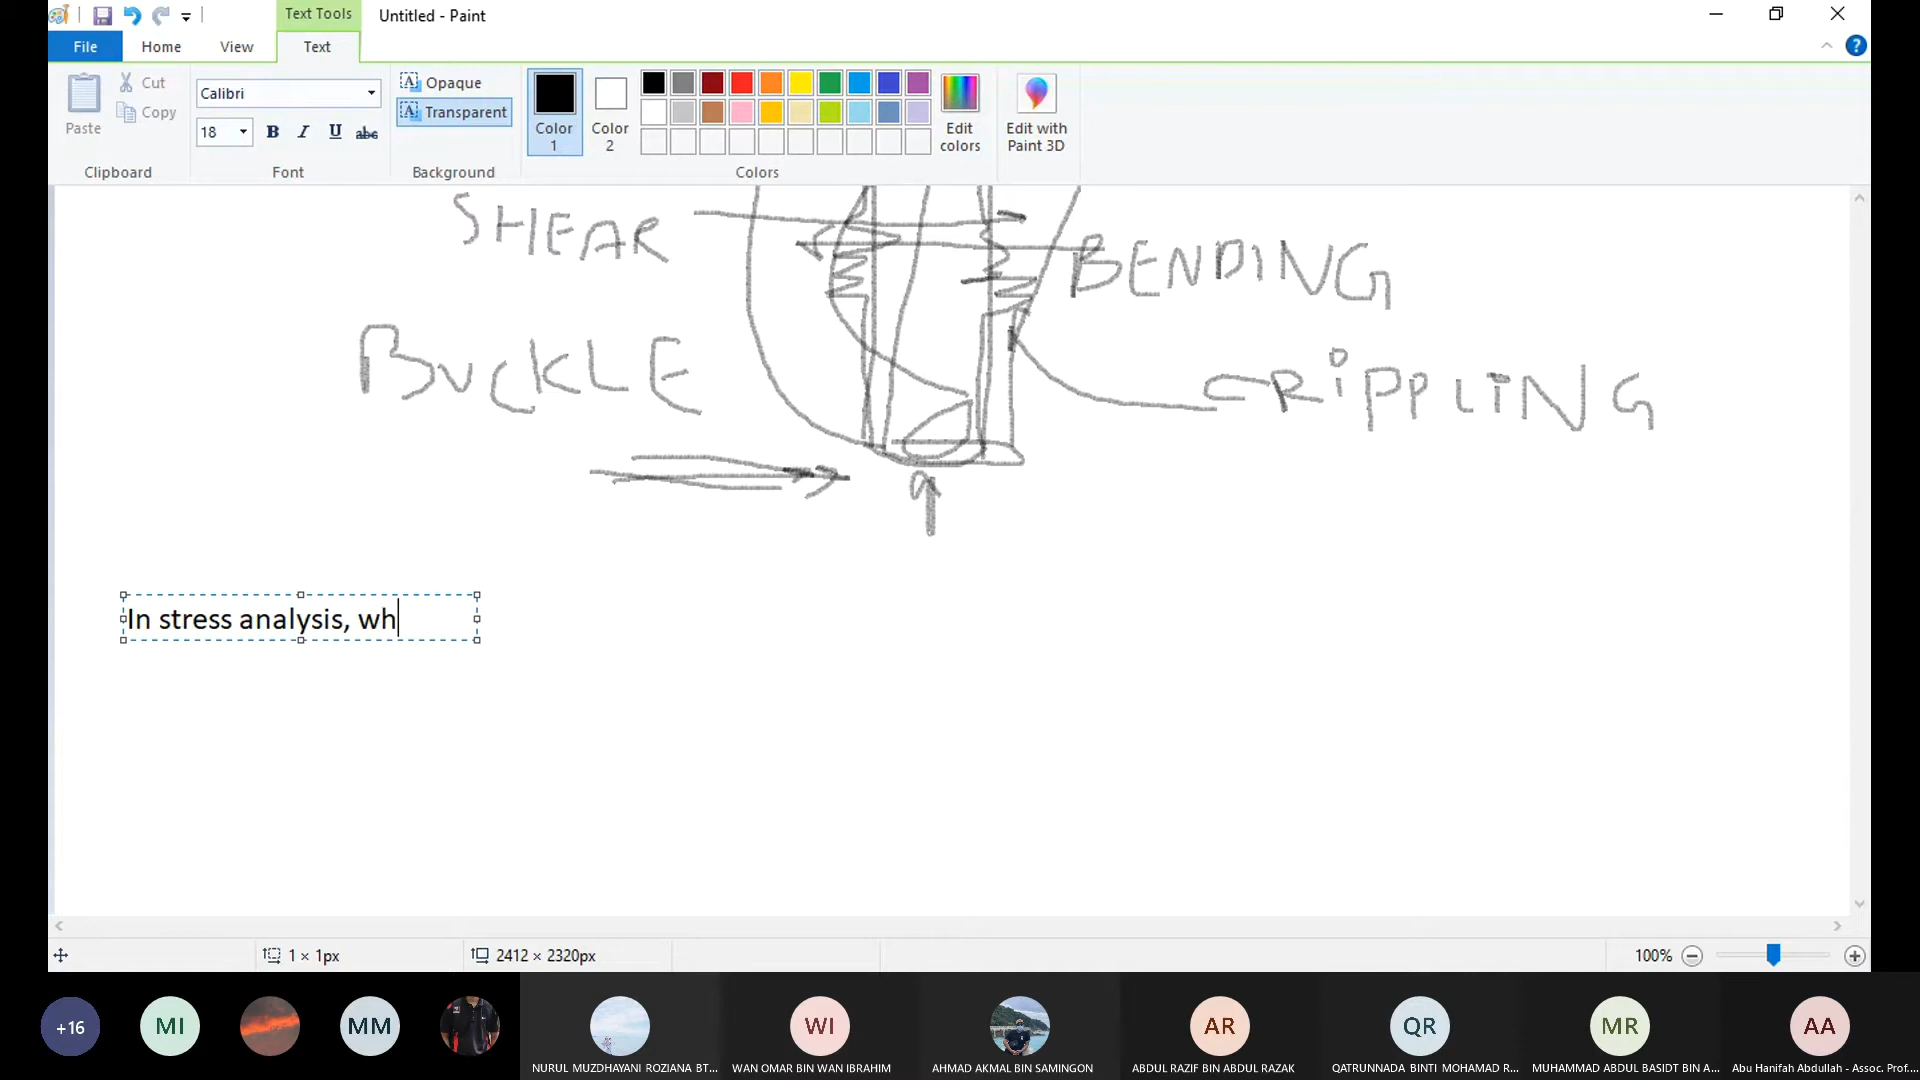 Text Tools
Untitled - Paint
File
Home
View
Text
Paste
Cut
Copy
Clipboard
Calibri
18
B I U abc
Font
Opaque
Transparent
Background
Color 1
Color 2
Edit colors
Colors
Edit with Paint 3D
SHEAR
BENDING
BUCKLE
CRIPPLING
In stress analysis, wh
1 × 1px
2412 × 2320px
100%
+16
MI
MM
WI
AR
QR
MR
AA
NURUL MUZDHAYANI ROZIANA BT...
WAN OMAR BIN WAN IBRAHIM
AHMAD AKMAL BIN SAMINGON
ABDUL RAZIF BIN ABDUL RAZAK
QATRUNNADA BINTI MOHAMAD R...
MUHAMMAD ABDUL BASIDT BIN A...
Abu Hanifah Abdullah - Assoc. Prof....